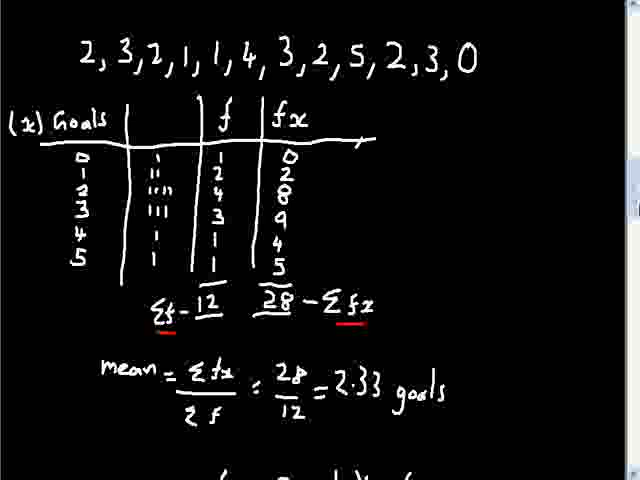 2, 3, 2, 1, 1, 4, 3, 2, 5, 2, 3, 0
(x) Goals f fx
0 1 0
1 2 2
2 4 8
3 3 9
4 1 4
5 1 5
Σf - 12 28 - Σfx
mean = Σfx / Σf = 28 / 12 = 2.33 goals